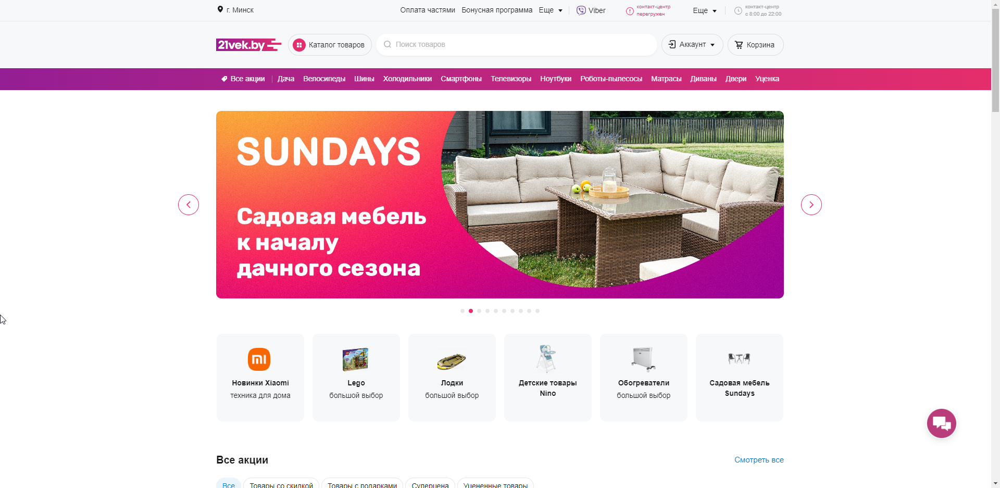 г. Минск
Оплата частями Бонусная программа Еще Viber контакт-центр перегружен Еще контакт-центр с 8:00 до 22:00
21vek.by Каталог товаров Поиск товаров Аккаунт Корзина
Все акции Дача Велосипеды Шины Холодильники Смартфоны Телевизоры Ноутбуки Роботы-пылесосы Матрасы Диваны Двери Уценка
SUNDAYS
Садовая мебель
к началу
дачного сезона
Новинки Xiaomi
техника для дома
Lego
большой выбор
Лодки
большой выбор
Детские товары
Nino
Обогреватели
большой выбор
Садовая мебель
Sundays
Все акции
Смотреть все
Все Товары со скидкой Товары с подарками Суперцена Уцененные товары